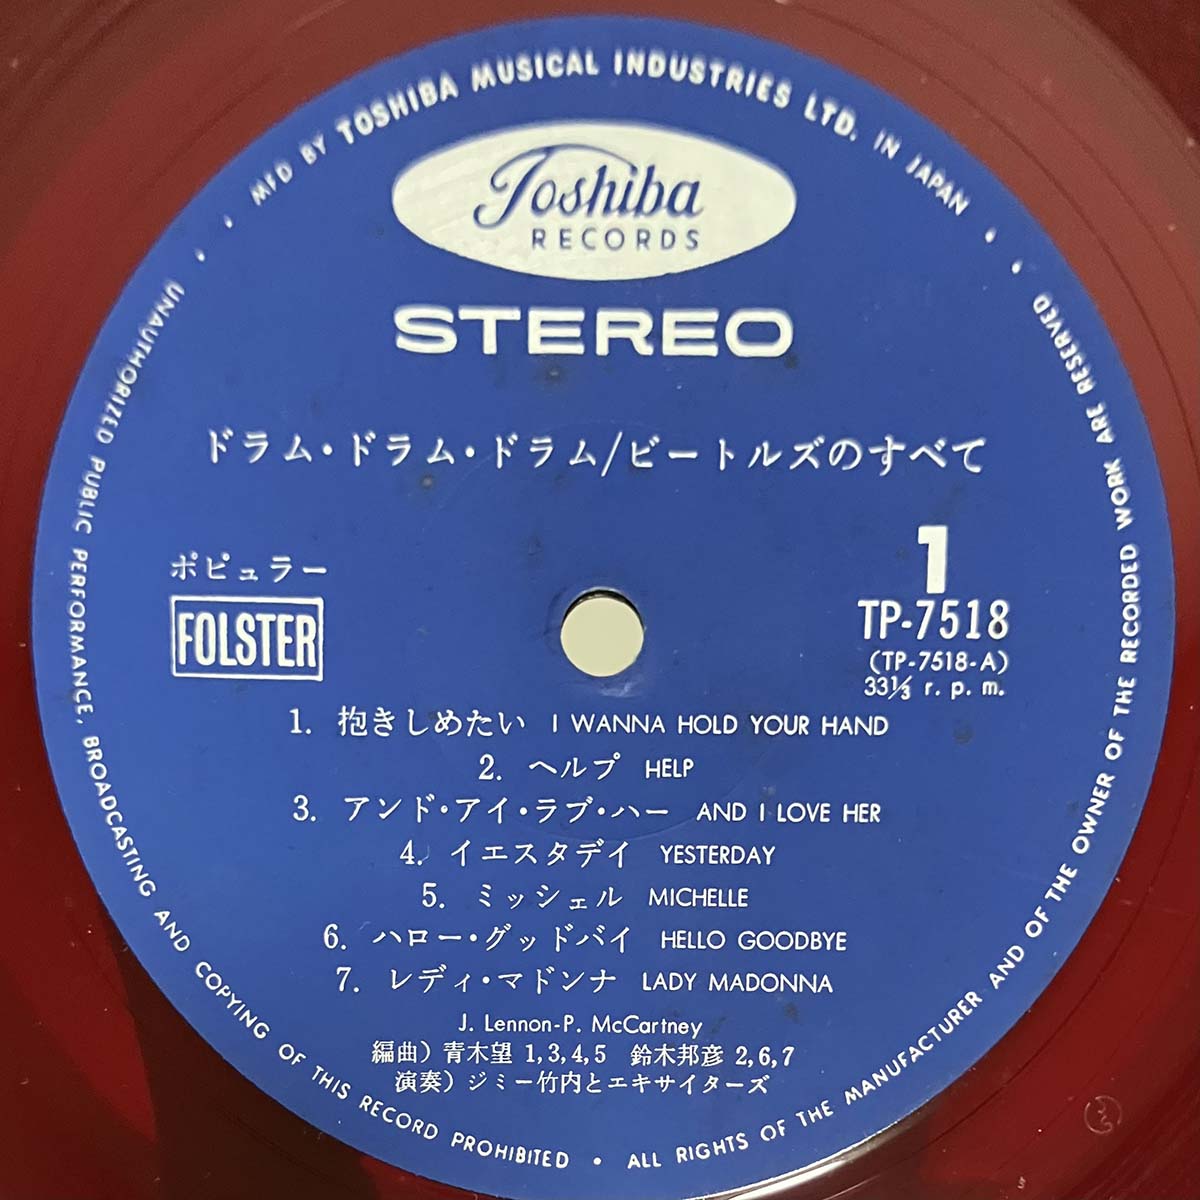 MFD BY TOSHIBA MUSICAL INDUSTRIES LTD. IN JAPAN
Toshiba
RECORDS
STEREO
ドラム・ドラム・ドラム/ビートルズのすべて
ポピュラー
FOLSTER
1
TP-7518
(TP-7518-A)
33⅓ r. p. m.
1. 抱きしめたい I WANNA HOLD YOUR HAND
2. ヘルプ HELP
3. アンド・アイ・ラブ・ハー AND I LOVE HER
4. イエスタデイ YESTERDAY
5. ミッシェル MICHELLE
6. ハロー・グッドバイ HELLO GOODBYE
7. レディ・マドンナ LADY MADONNA
J. Lennon-P. McCartney
編曲) 青木望 1,3,4,5 鈴木邦彦 2,6,7
演奏) ジミー竹内とエキサイターズ
UNAUTHORIZED PUBLIC PERFORMANCE, BROADCASTING AND COPYING OF THIS RECORD PROHIBITED • ALL RIGHTS OF THE MANUFACTURER AND OF THE OWNER OF THE RECORDED WORK ARE RESERVED